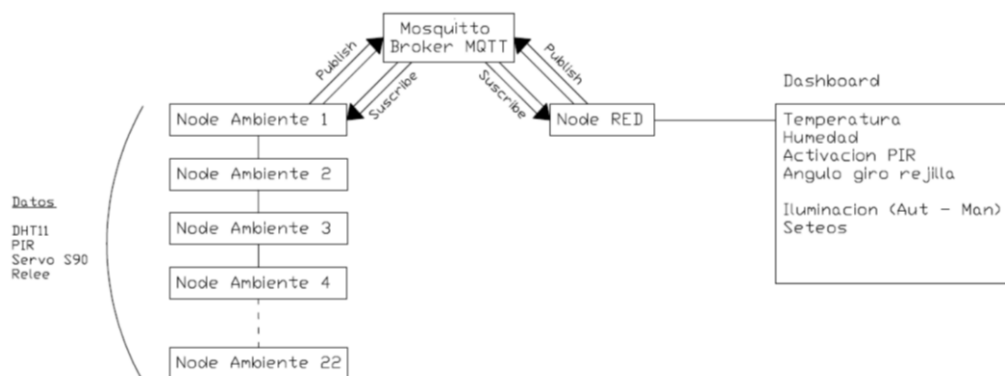 Mosquitto
Broker MQTT
Publish
Suscribe
Suscribe
Publish
Node Ambiente 1
Node Ambiente 2
Node Ambiente 3
Node Ambiente 4
Node Ambiente 22
Datos
DHT11
PIR
Servo S90
Relee
Node RED
Dashboard
Temperatura
Humedad
Activacion PIR
Angulo giro rejilla
Iluminacion (Aut - Man)
Seteos